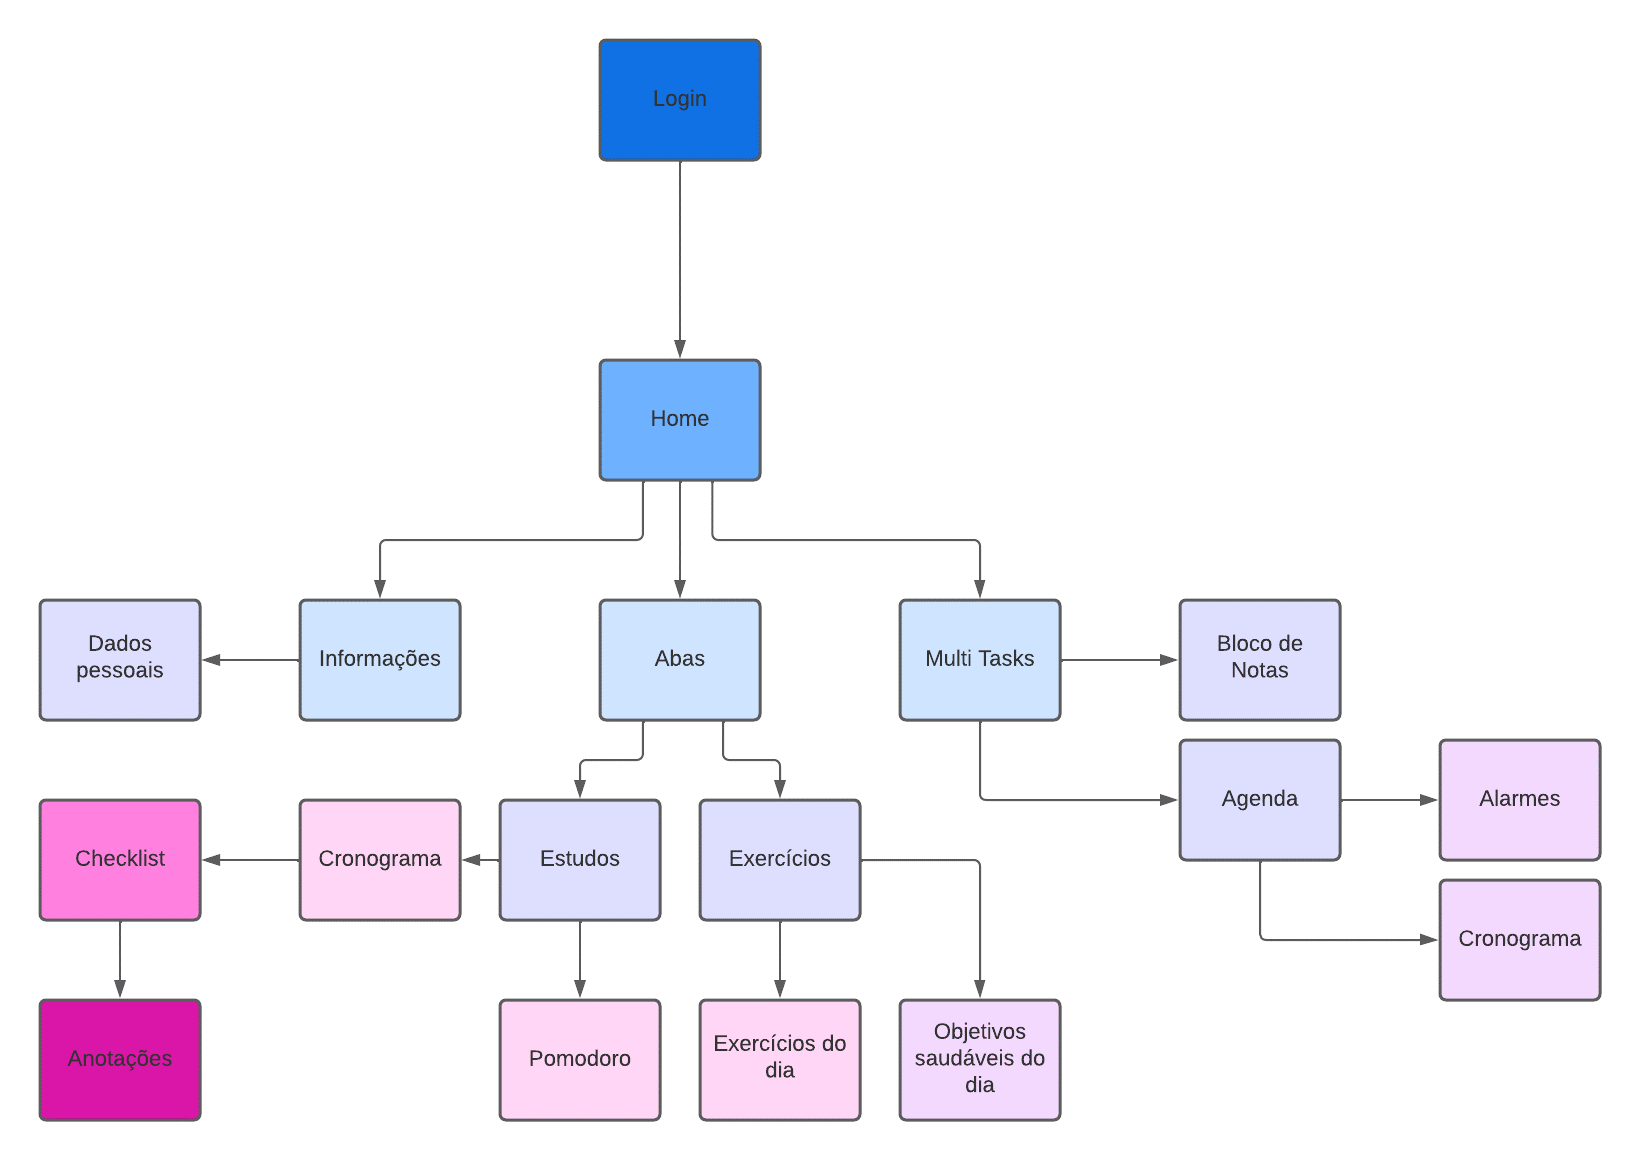 Login
Home
Dados
pessoais
Informações
Abas
Multi Tasks
Bloco de
Notas
Agenda
Alarmes
Checklist
Cronograma
Estudos
Exercícios
Cronograma
Anotações
Pomodoro
Exercícios do
dia
Objetivos
saudáveis do
dia